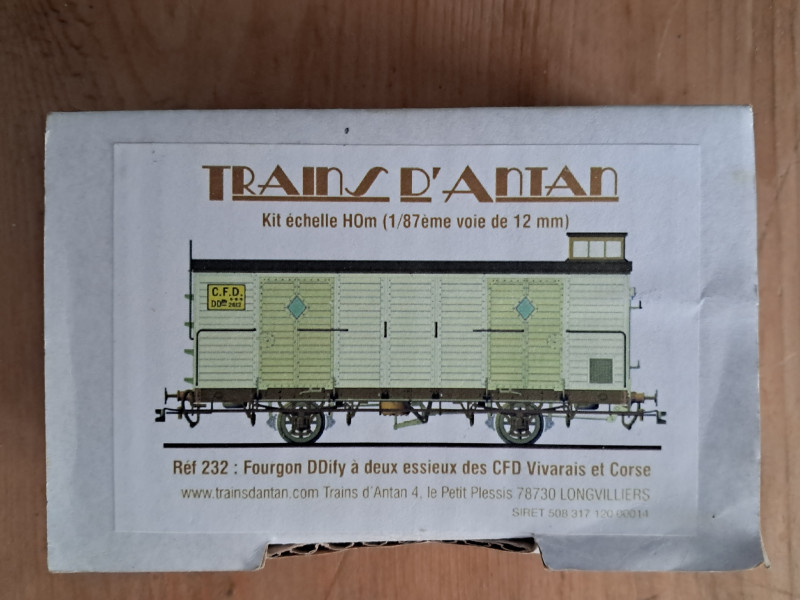 TRAINS D'ANTAN
Kit échelle HOm (1/87ème voie de 12 mm)
C.F.D.
Réf 232 : Fourgon DDify à deux essieux des CFD Vivarais et Corse
www.trainsdantan.com Trains d'Antan 4, le Petit Plessis 78730 LONGVILLIERS
SIRET 508 317 120 00014